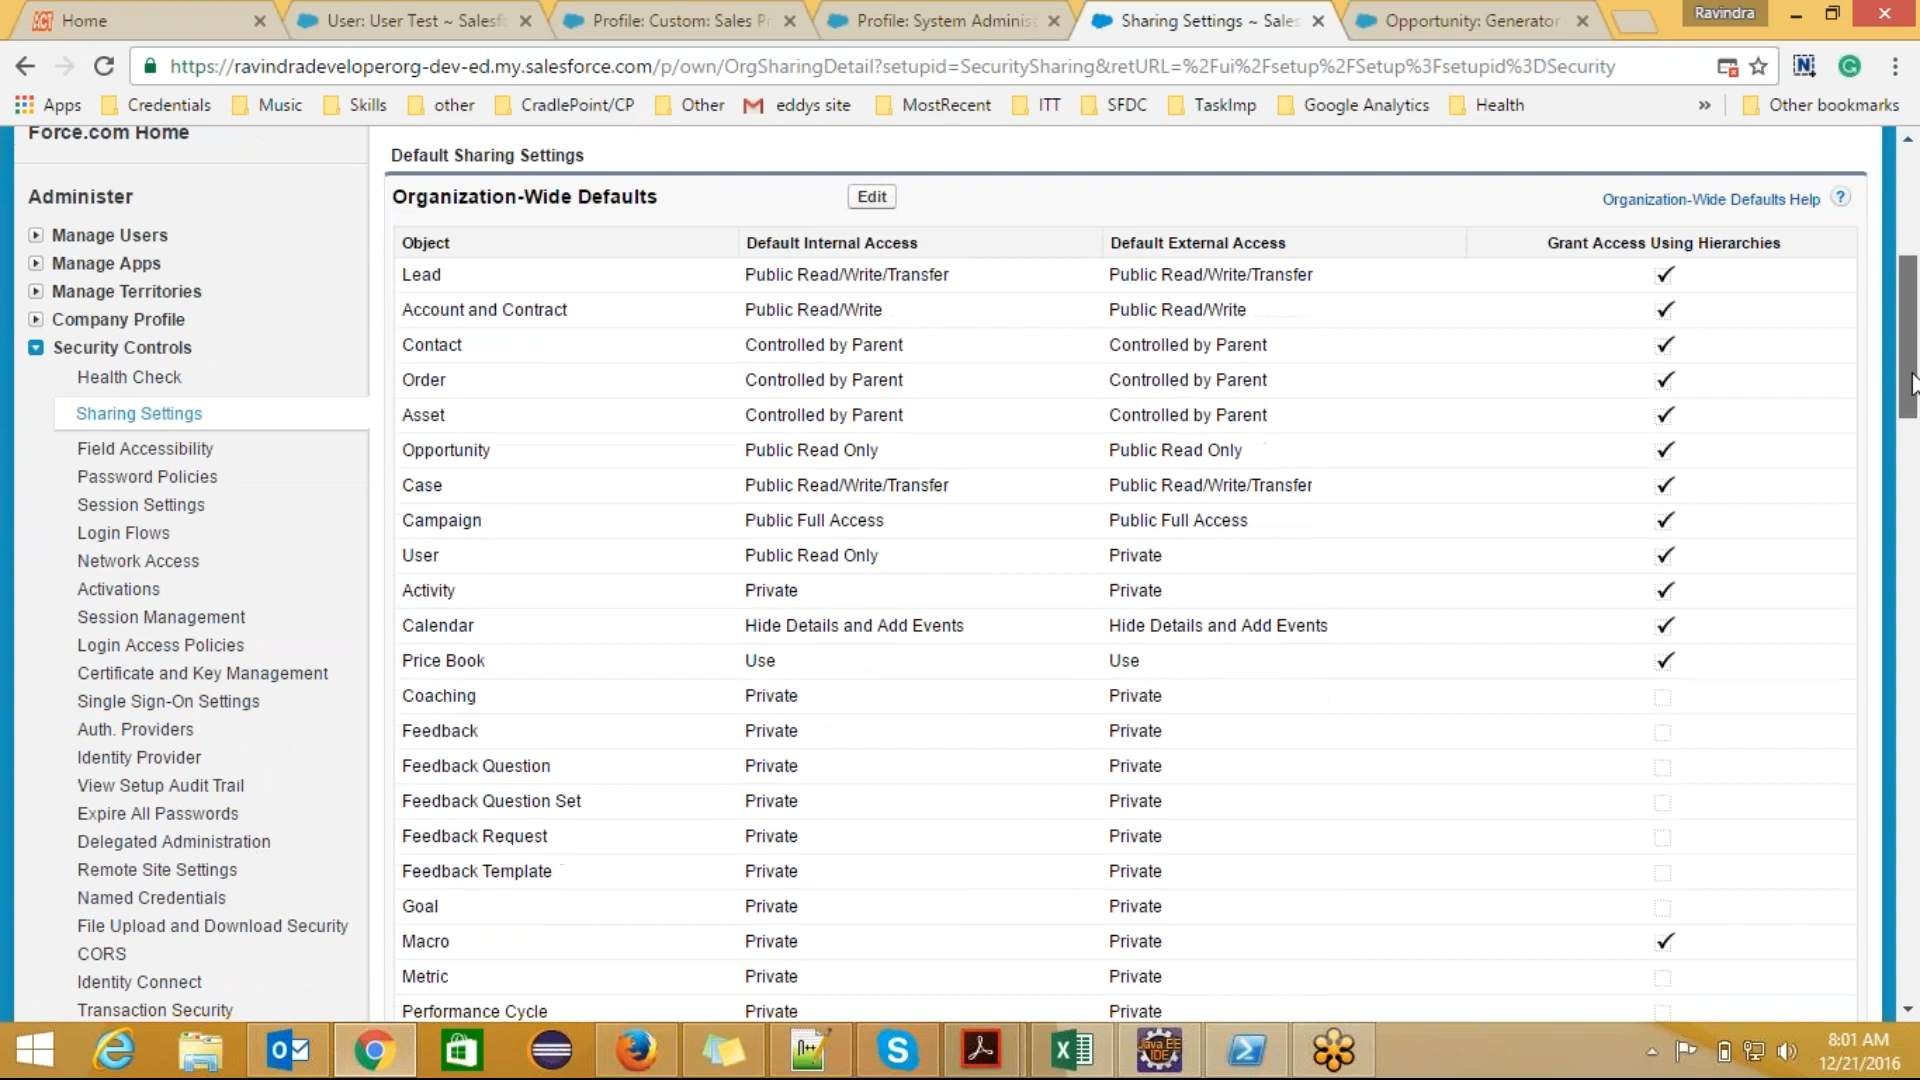 Home
User: User Test ~ Salesf
Profile: Custom: Sales Pr
Profile: System Adminis
Sharing Settings ~ Sales
Opportunity: Generator
Ravindra
https://ravindradeveloperorg-dev-ed.my.salesforce.com/p/own/OrgSharingDetail?setupid=SecuritySharing&retURL=%2Fui%2Fsetup%2FSetup%3Fsetupid%3DSecurity
Apps
Credentials
Music
Skills
other
CradlePoint/CP
Other
eddys site
MostRecent
ITT
SFDC
TaskImp
Google Analytics
Health
»
Other bookmarks
Force.com Home
Administer
Manage Users
Manage Apps
Manage Territories
Company Profile
Security Controls
Health Check
Sharing Settings
Field Accessibility
Password Policies
Session Settings
Login Flows
Network Access
Activations
Session Management
Login Access Policies
Certificate and Key Management
Single Sign-On Settings
Auth. Providers
Identity Provider
View Setup Audit Trail
Expire All Passwords
Delegated Administration
Remote Site Settings
Named Credentials
File Upload and Download Security
CORS
Identity Connect
Transaction Security
Default Sharing Settings
Organization-Wide Defaults Edit Organization-Wide Defaults Help ?
Object Default Internal Access Default External Access Grant Access Using Hierarchies
Lead Public Read/Write/Transfer Public Read/Write/Transfer
Account and Contract Public Read/Write Public Read/Write
Contact Controlled by Parent Controlled by Parent
Order Controlled by Parent Controlled by Parent
Asset Controlled by Parent Controlled by Parent
Opportunity Public Read Only Public Read Only
Case Public Read/Write/Transfer Public Read/Write/Transfer
Campaign Public Full Access Public Full Access
User Public Read Only Private
Activity Private Private
Calendar Hide Details and Add Events Hide Details and Add Events
Price Book Use Use
Coaching Private Private
Feedback Private Private
Feedback Question Private Private
Feedback Question Set Private Private
Feedback Request Private Private
Feedback Template Private Private
Goal Private Private
Macro Private Private
Metric Private Private
Performance Cycle Private Private
Java EE
IDE
8:01 AM
12/21/2016